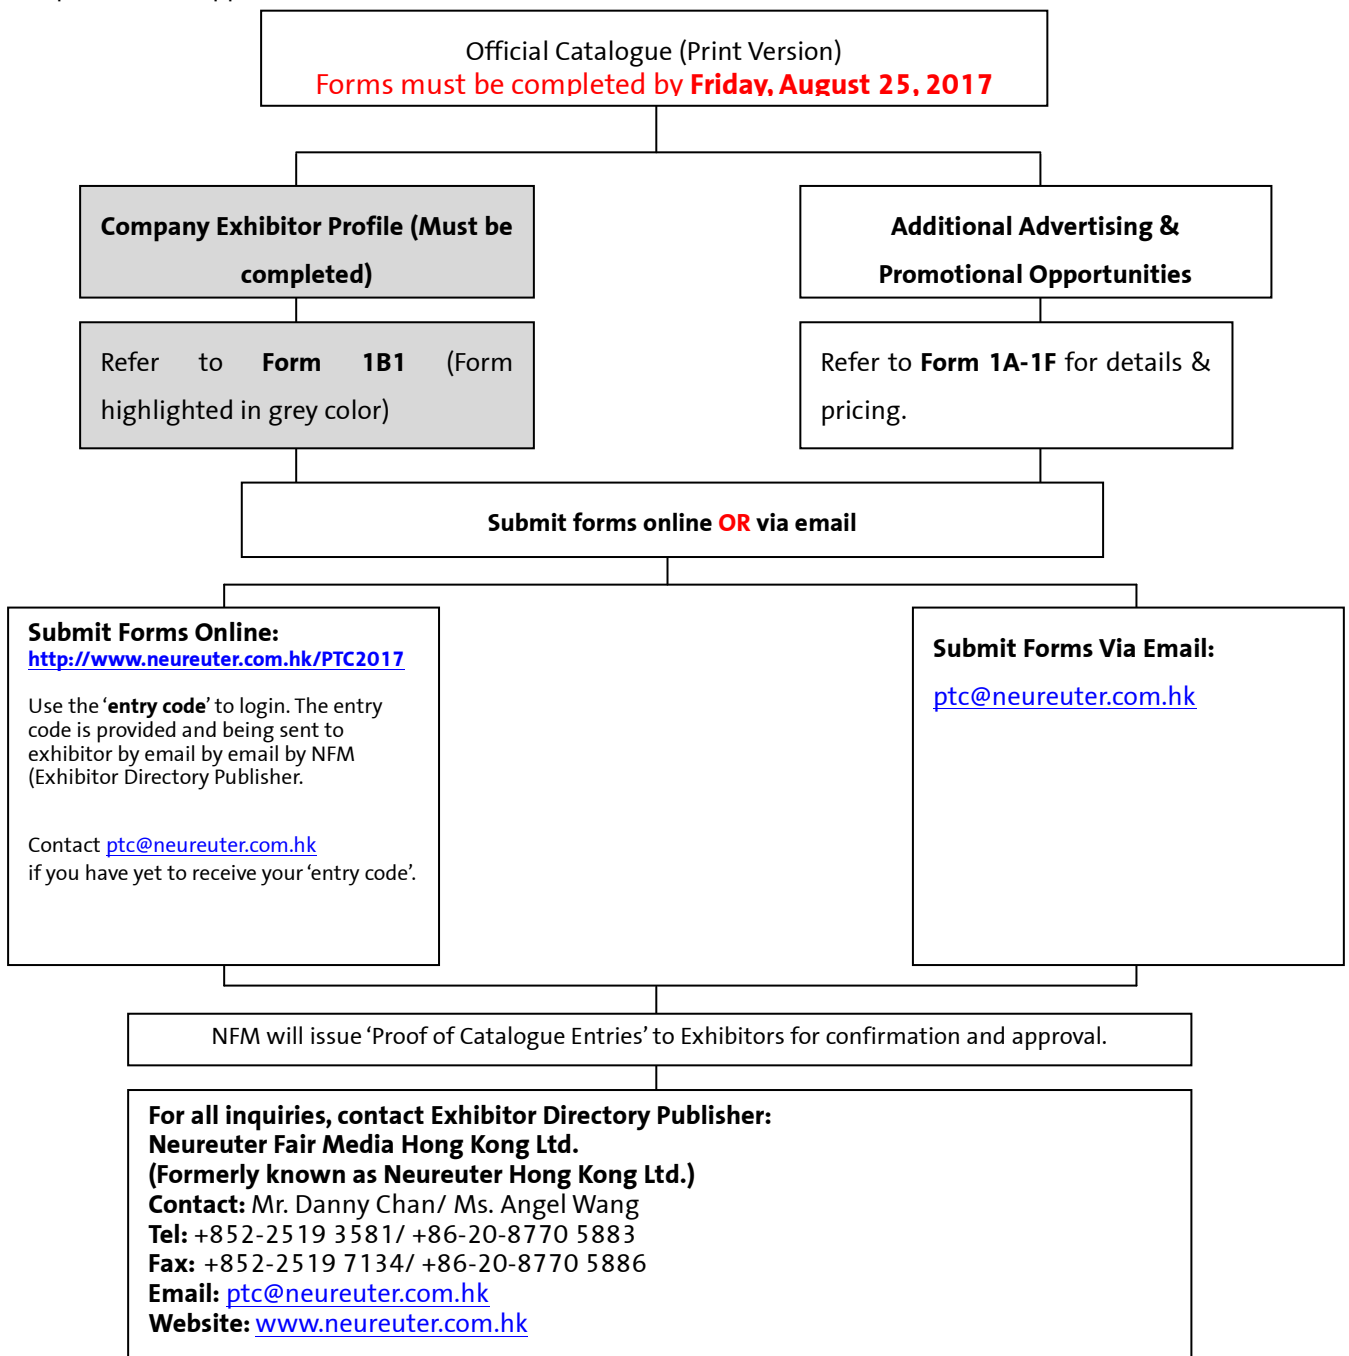 Official Catalogue (Print Version)
Forms must be completed by Friday, August 25, 2017
Company Exhibitor Profile (Must be
completed)
Additional Advertising &
Promotional Opportunities
Refer to Form 1B1 (Form
highlighted in grey color)
Refer to Form 1A-1F for details &
pricing.
Submit forms online OR via email
Submit Forms Online:
http://www.neureuter.com.hk/PTC2017
Use the ‘entry code’ to login. The entry
code is provided and being sent to
exhibitor by email by email by NFM
(Exhibitor Directory Publisher.
Contact ptc@neureuter.com.hk
if you have yet to receive your ‘entry code’.
Submit Forms Via Email:
ptc@neureuter.com.hk
NFM will issue ‘Proof of Catalogue Entries’ to Exhibitors for confirmation and approval.
For all inquiries, contact Exhibitor Directory Publisher:
Neureuter Fair Media Hong Kong Ltd.
(Formerly known as Neureuter Hong Kong Ltd.)
Contact: Mr. Danny Chan/ Ms. Angel Wang
Tel: +852-2519 3581/ +86-20-8770 5883
Fax: +852-2519 7134/ +86-20-8770 5886
Email: ptc@neureuter.com.hk
Website: www.neureuter.com.hk